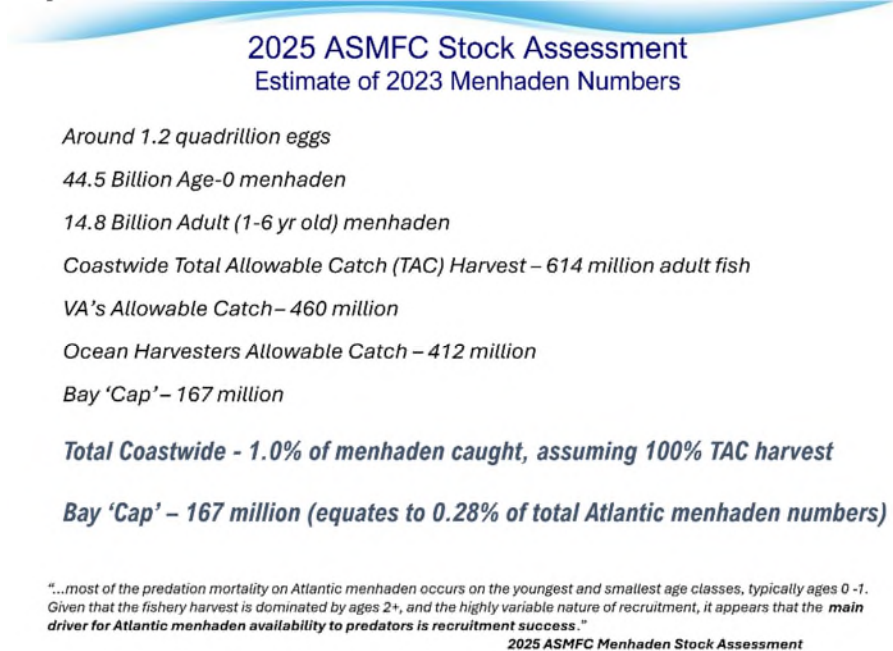 2025 ASMFC Stock Assessment
Estimate of 2023 Menhaden Numbers
Around 1.2 quadrillion eggs
44.5 Billion Age-0 menhaden
14.8 Billion Adult (1-6 yr old) menhaden
Coastwide Total Allowable Catch (TAC) Harvest – 614 million adult fish
VA's Allowable Catch– 460 million
Ocean Harvesters Allowable Catch – 412 million
Bay ‘Cap’– 167 million
Total Coastwide - 1.0% of menhaden caught, assuming 100% TAC harvest
Bay ‘Cap’ – 167 million (equates to 0.28% of total Atlantic menhaden numbers)
“...most of the predation mortality on Atlantic menhaden occurs on the youngest and smallest age classes, typically ages 0 -1.
Given that the fishery harvest is dominated by ages 2+, and the highly variable nature of recruitment, it appears that the main
driver for Atlantic menhaden availability to predators is recruitment success.”
2025 ASMFC Menhaden Stock Assessment